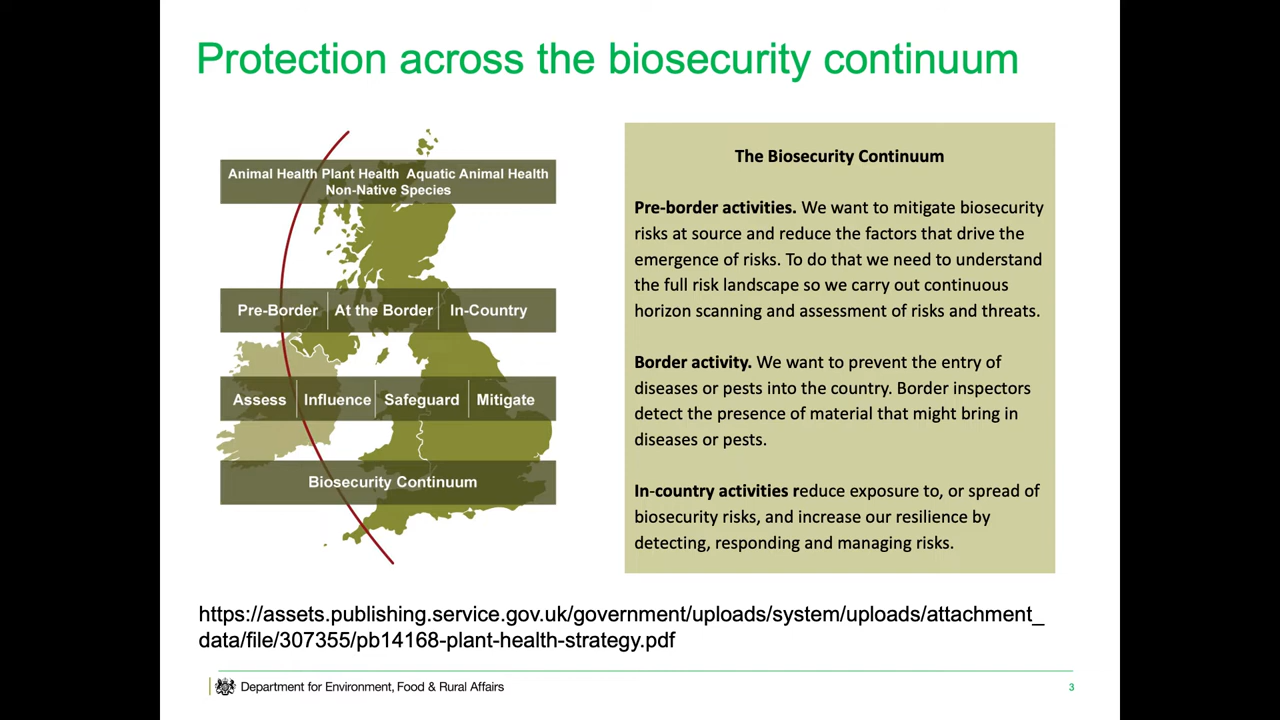 Protection across the biosecurity continuum
Animal Health Plant Health Aquatic Animal Health
Non-Native Species
Pre-Border At the Border In-Country
Assess Influence Safeguard Mitigate
Biosecurity Continuum
The Biosecurity Continuum
Pre-border activities. We want to mitigate biosecurity
risks at source and reduce the factors that drive the
emergence of risks. To do that we need to understand
the full risk landscape so we carry out continuous
horizon scanning and assessment of risks and threats.
Border activity. We want to prevent the entry of
diseases or pests into the country. Border inspectors
detect the presence of material that might bring in
diseases or pests.
In-country activities reduce exposure to, or spread of
biosecurity risks, and increase our resilience by
detecting, responding and managing risks.
https://assets.publishing.service.gov.uk/government/uploads/system/uploads/attachment_
data/file/307355/pb14168-plant-health-strategy.pdf
Department for Environment, Food & Rural Affairs
3